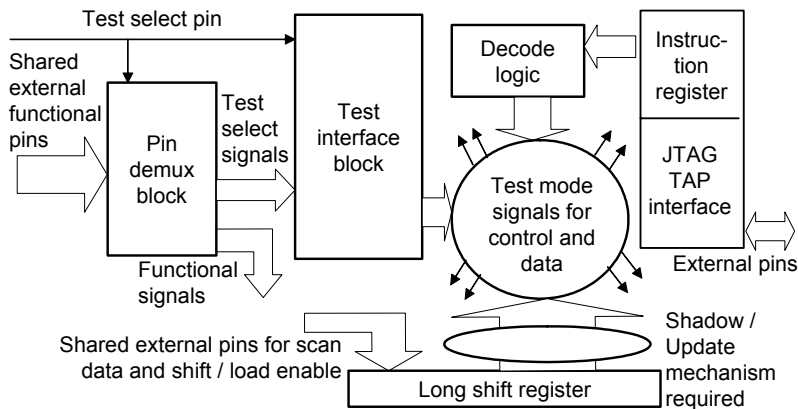 Test select pin
Shared
external
functional
pins
Pin
demux
block
Test
select
signals
Functional
signals
Test
interface
block
Decode
logic
Instruc-
tion
register
JTAG
TAP
interface
External pins
Test mode
signals for
control and
data
Shared external pins for scan
data and shift / load enable
Long shift register
Shadow /
Update
mechanism
required